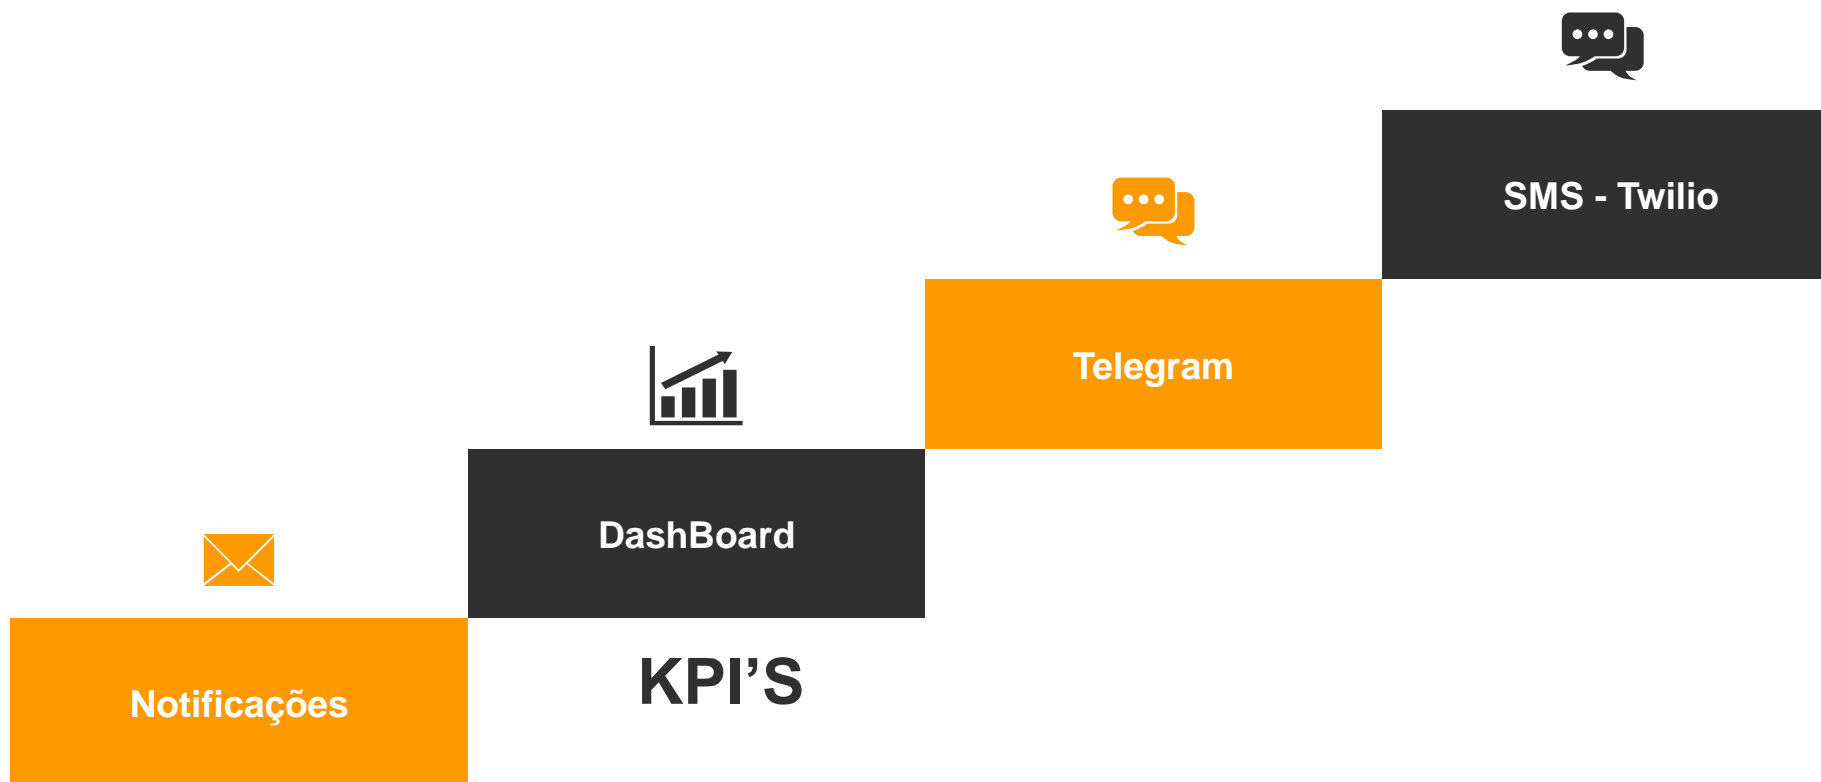 SMS - Twilio
Telegram
DashBoard
KPI’S
Notificações